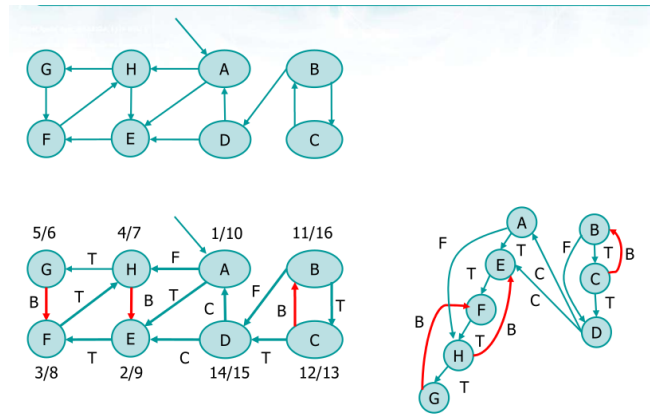 G H A B
F E D C
5/6 4/7 1/10 11/16
T F
G H A B
B T B T C F B T
F E D C
T C T
3/8 2/9 14/15 12/13
A
F T
B
E F T B
T C C
F T
B C D
T B
H
T
G